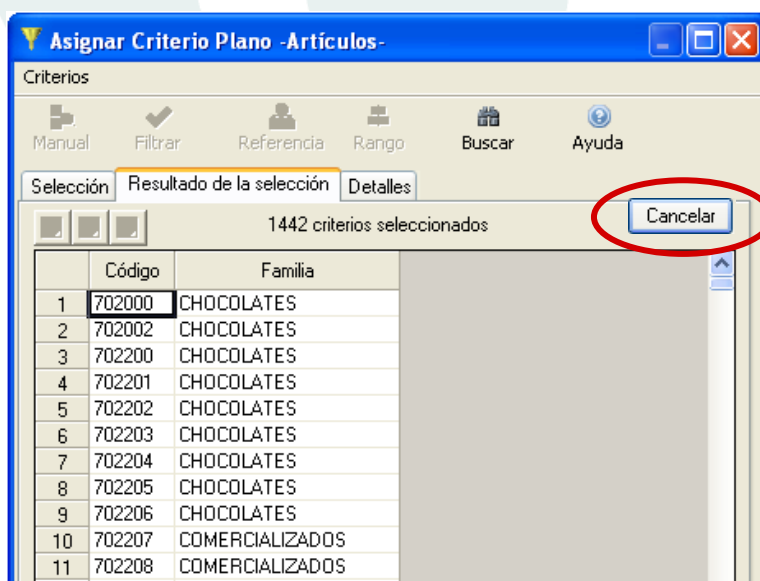 Asignar Criterio Plano -Artículos-
Criterios
Manual Filtrar Referencia Rango Buscar Ayuda
Selección Resultado de la selección Detalles
1442 criterios seleccionados Cancelar
Código Familia
1 702000 CHOCOLATES
2 702002 CHOCOLATES
3 702200 CHOCOLATES
4 702201 CHOCOLATES
5 702202 CHOCOLATES
6 702203 CHOCOLATES
7 702204 CHOCOLATES
8 702205 CHOCOLATES
9 702206 CHOCOLATES
10 702207 COMERCIALIZADOS
11 702208 COMERCIALIZADOS